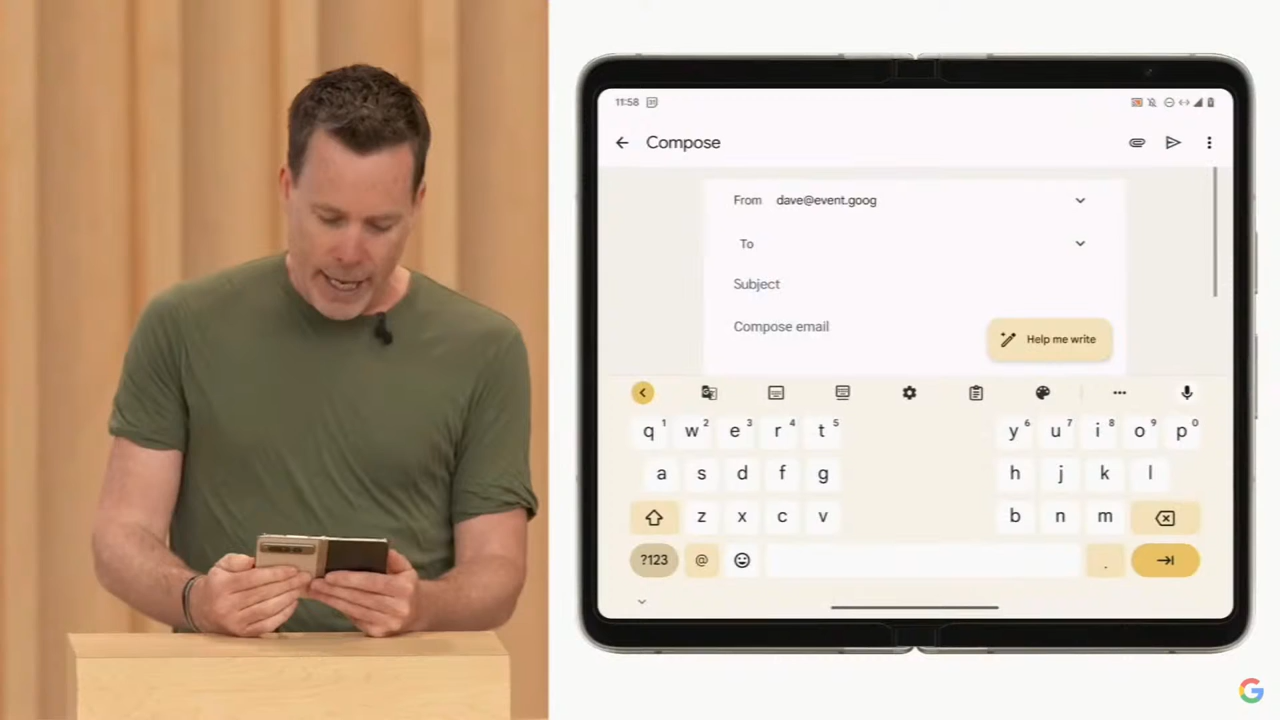 11:58
Compose
From dave@event.goog
To
Subject
Compose email
Help me write
q1 w2 e3 r4 t5 y6 u7 i8 o9 p0
a s d f g h j k l
z x c v b n m
?123 @ .
G